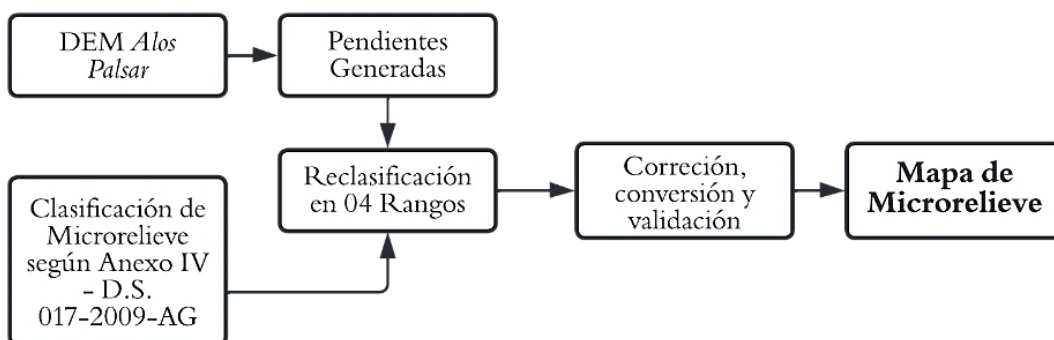 DEM Alos
Palsar
Pendientes
Generadas
Clasificación de
Microrelieve
según Anexo IV
- D.S.
017-2009-AG
Reclasificación
en 04 Rangos
Correción,
conversión y
validación
Mapa de
Microrelieve